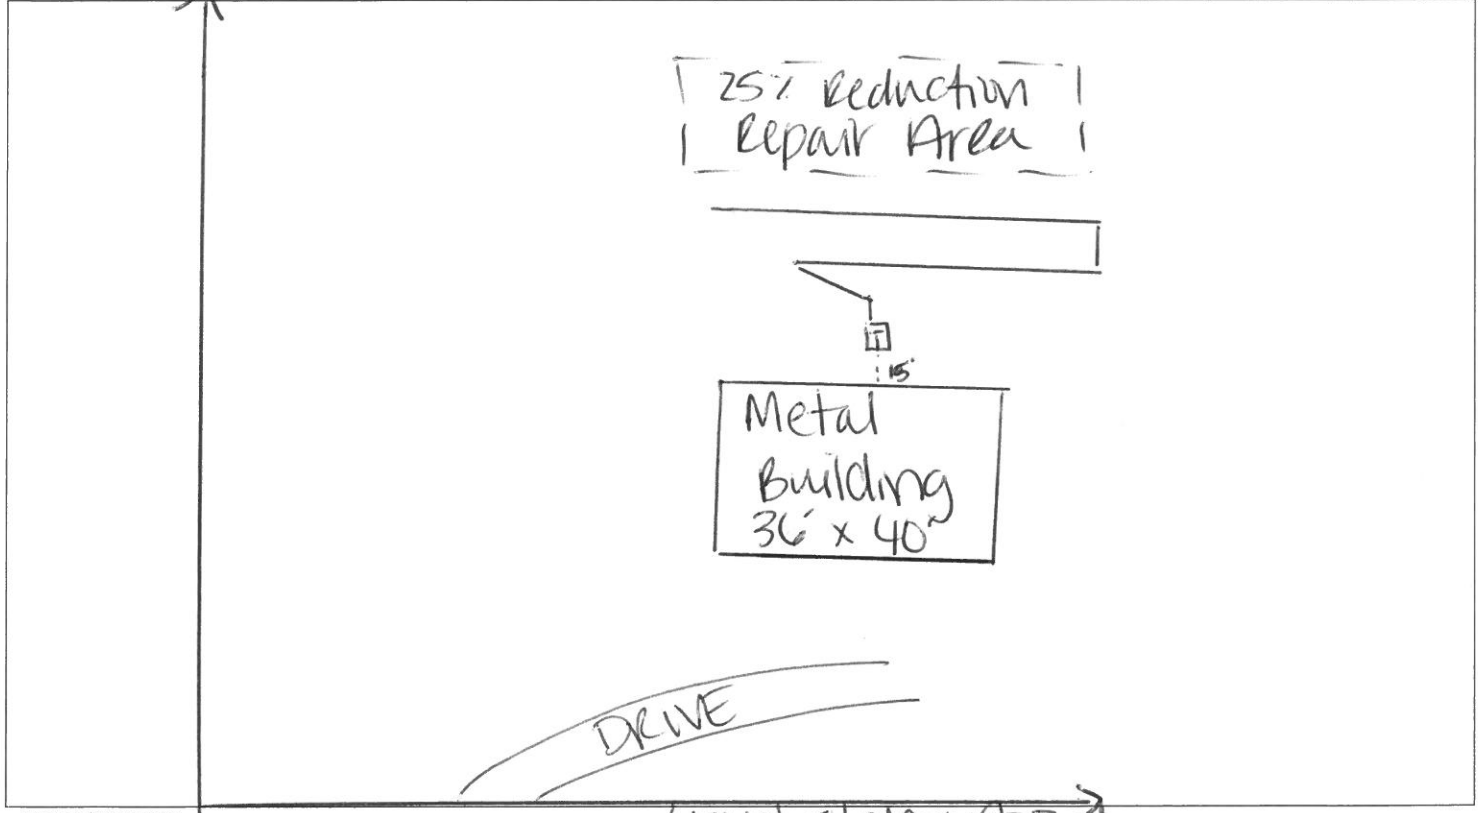 25% Reduction
Repair Area
T
15'
Metal
Building
36' x 40'
DRIVE